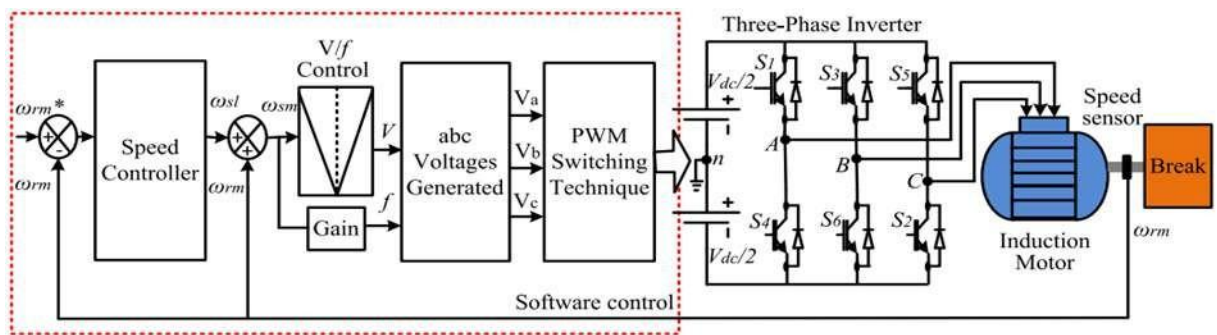 Three-Phase Inverter
V/f
Control
ωrm*
ωrm
Speed
Controller
ωsl
ωrm
ωsm
V
f
Gain
abc
Voltages
Generated
Va
Vb
Vc
PWM
Switching
Technique
Vdc/2
+
-
n
+
-
Vdc/2
S1
S3
S5
A
B
C
S4
S6
S2
Speed
sensor
Break
ωrm
Induction
Motor
Software control